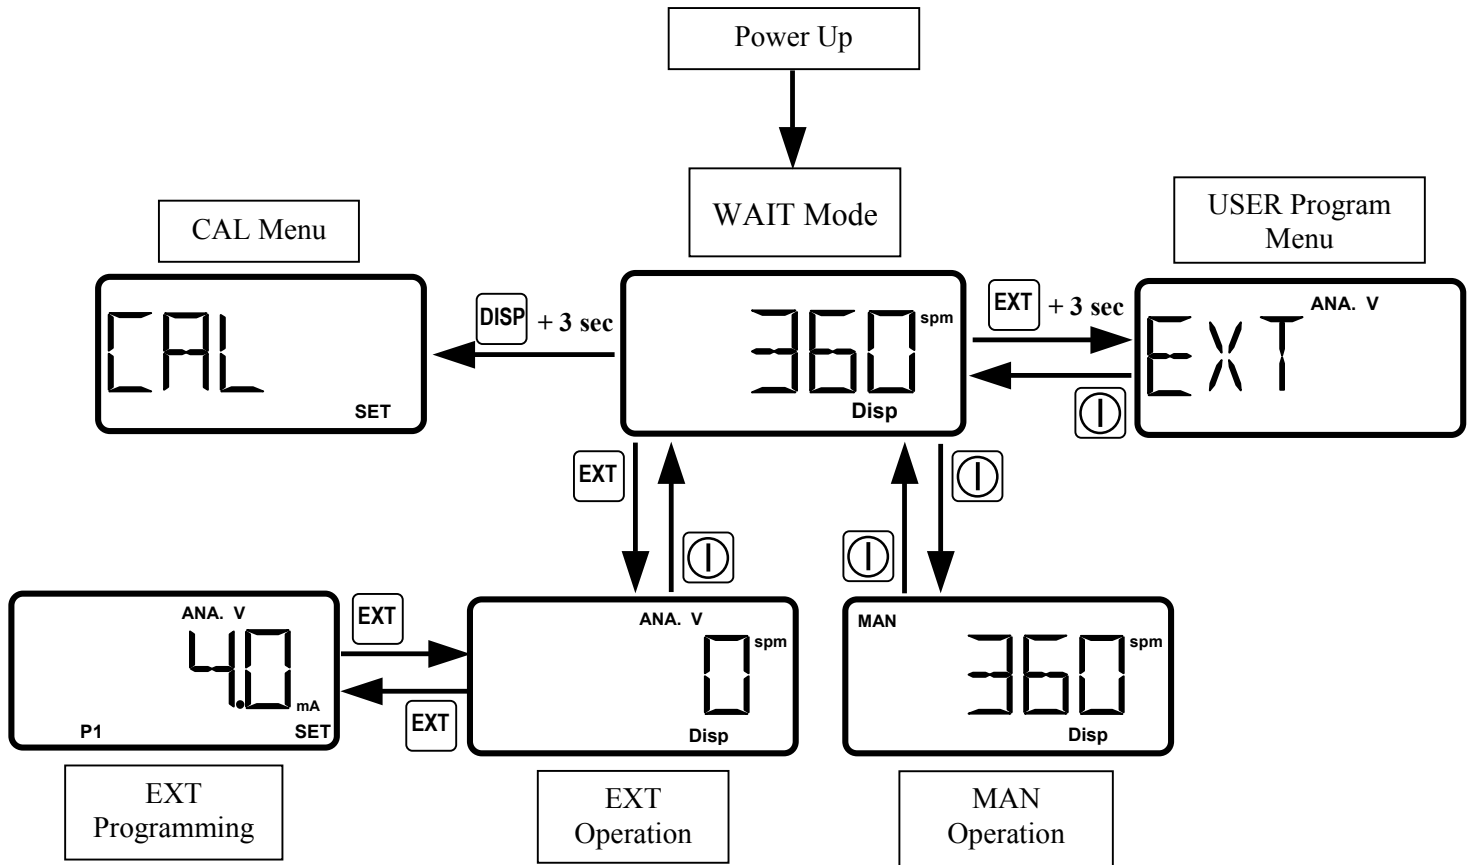 Power Up
WAIT Mode
CAL Menu
USER Program
Menu
CAL
SET
DISP + 3 sec
360 spm
Disp
EXT + 3 sec
ANA. V
EXT
EXT
ANA. V
4.0 mA
P1 SET
EXT
EXT
ANA. V
0 spm
Disp
MAN
360 spm
Disp
EXT
Programming
EXT
Operation
MAN
Operation